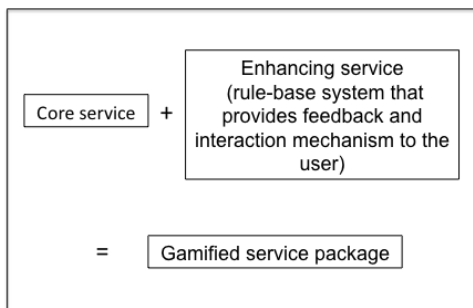 Enhancing service
(rule-base system that
Core service + provides feedback and
interaction mechanism to the
user)
= Gamified service package